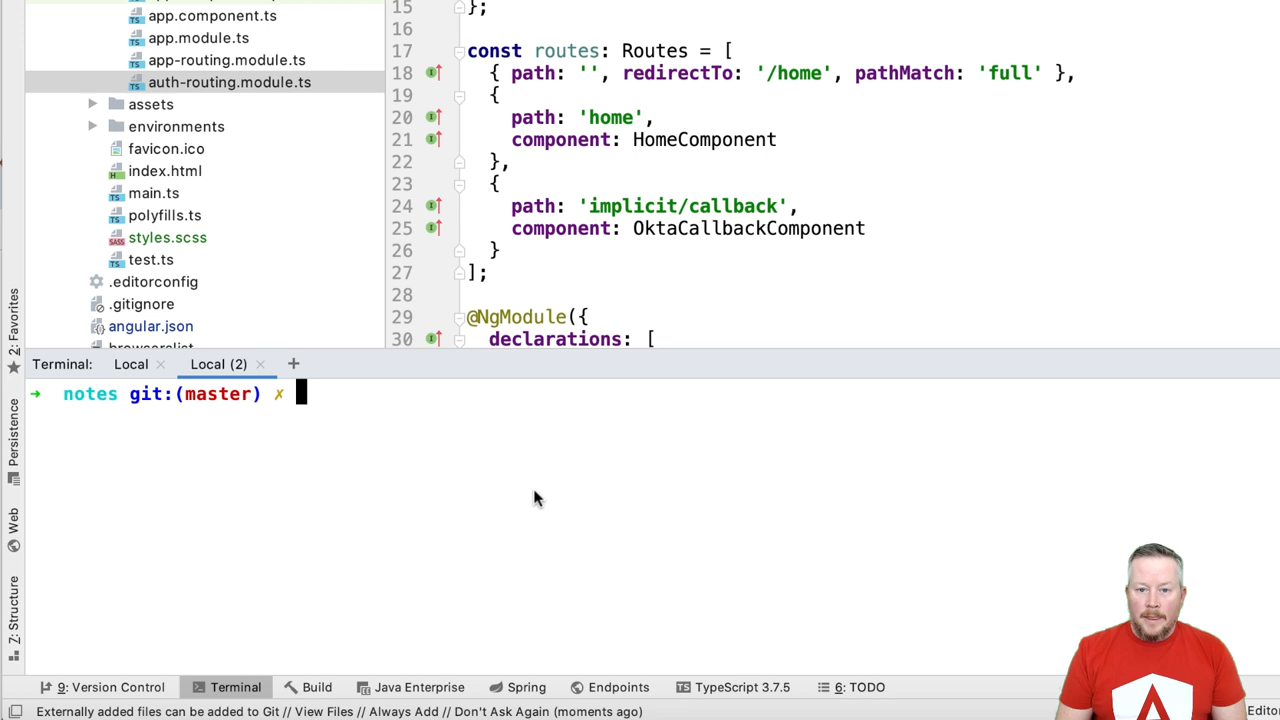 app.component.ts
app.module.ts
app-routing.module.ts
auth-routing.module.ts
assets
environments
favicon.ico
index.html
main.ts
polyfills.ts
styles.scss
test.ts
.editorconfig
.gitignore
angular.json
browserslist
15 };
16
17 const routes: Routes = [
18 { path: '', redirectTo: '/home', pathMatch: 'full' },
19 {
20 path: 'home',
21 component: HomeComponent
22 },
23 {
24 path: 'implicit/callback',
25 component: OktaCallbackComponent
26 }
27 ];
28
29 @NgModule({
30 declarations: [
2: Favorites
Persistence
Web
Z: Structure
Terminal: Local Local (2)
→ notes git:(master) ✗
9: Version Control Terminal Build Java Enterprise Spring Endpoints TypeScript 3.7.5 6: TODO
Externally added files can be added to Git // View Files // Always Add // Don't Ask Again (moments ago)